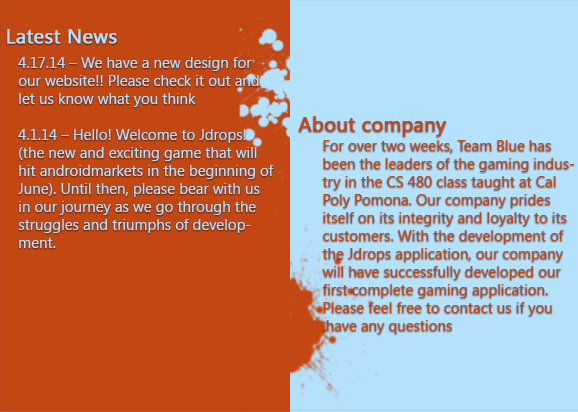 Latest News
4.17.14 – We have a new design for
our website!! Please check it out and
let us know what you think
4.1.14 – Hello! Welcome to Jdrops!
(the new and exciting game that will
hit androidmarkets in the beginning of
June). Until then, please bear with us
in our journey as we go through the
struggles and triumphs of develop-
ment.
About company
For over two weeks, Team Blue has
been the leaders of the gaming indus-
try in the CS 480 class taught at Cal
Poly Pomona. Our company prides
itself on its integrity and loyalty to its
customers. With the development of
the Jdrops application, our company
will have successfully developed our
first complete gaming application.
Please feel free to contact us if you
have any questions